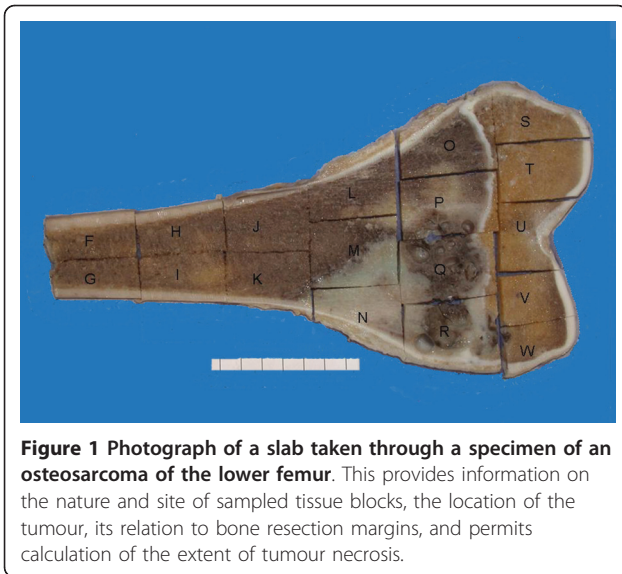 S
O
T
L
P
H
J
U
F
M
Q
G
I
K
V
N
R
W
Figure 1 Photograph of a slab taken through a specimen of an
osteosarcoma of the lower femur. This provides information on
the nature and site of sampled tissue blocks, the location of the
tumour, its relation to bone resection margins, and permits
calculation of the extent of tumour necrosis.